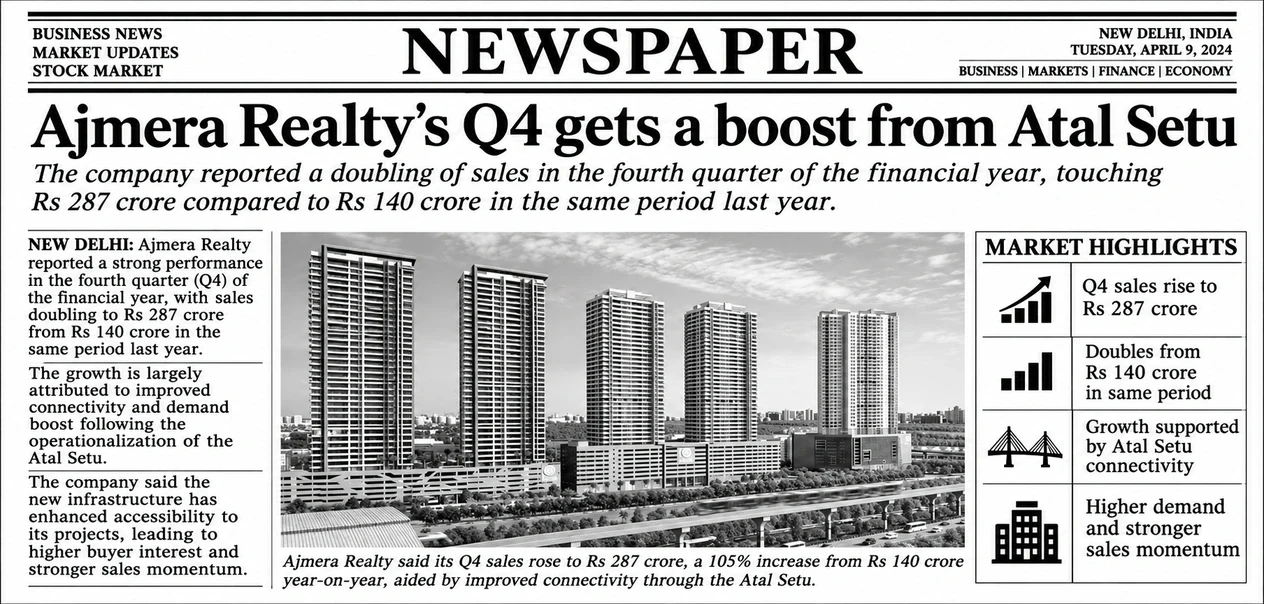 BUSINESS NEWS
MARKET UPDATES
STOCK MARKET
NEWSPAPER
NEW DELHI, INDIA
TUESDAY, APRIL 9, 2024
BUSINESS | MARKETS | FINANCE | ECONOMY
Ajmera Realty's Q4 gets a boost from Atal Setu
The company reported a doubling of sales in the fourth quarter of the financial year, touching
Rs 287 crore compared to Rs 140 crore in the same period last year.
NEW DELHI: Ajmera Realty
reported a strong performance
in the fourth quarter (Q4) of
the financial year, with sales
doubling to Rs 287 crore
from Rs 140 crore in the
same period last year.
The growth is largely
attributed to improved
connectivity and demand
boost following the
operationalization of the
Atal Setu.
The company said the
new infrastructure has
enhanced accessibility to
its projects, leading to
higher buyer interest and
stronger sales momentum.
Ajmera Realty said its Q4 sales rose to Rs 287 crore, a 105% increase from Rs 140 crore
year-on-year, aided by improved connectivity through the Atal Setu.
MARKET HIGHLIGHTS
Q4 sales rise to
Rs 287 crore
Doubles from
Rs 140 crore
in same period
Growth supported
by Atal Setu
connectivity
Higher demand
and stronger
sales momentum